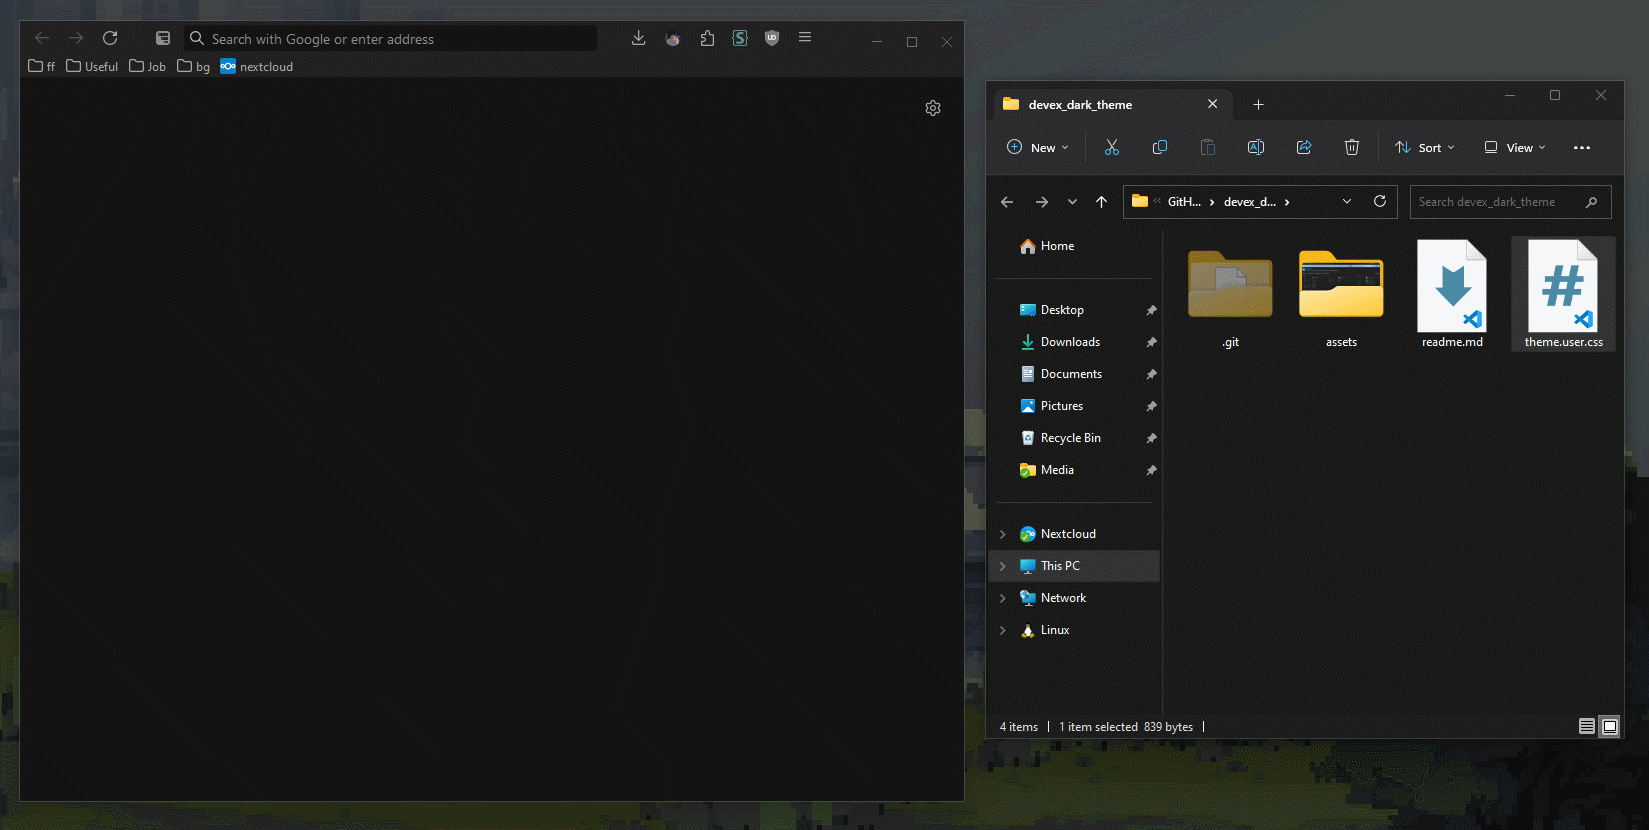 Search with Google or enter address
ff Useful Job bg nextcloud
devex_dark_theme
New Sort View
GitH... devex_d... Search devex_dark_theme
Home
Desktop
Downloads
Documents
Pictures
Recycle Bin
Media
Nextcloud
This PC
Network
Linux
.git assets readme.md theme.user.css
4 items 1 item selected 839 bytes